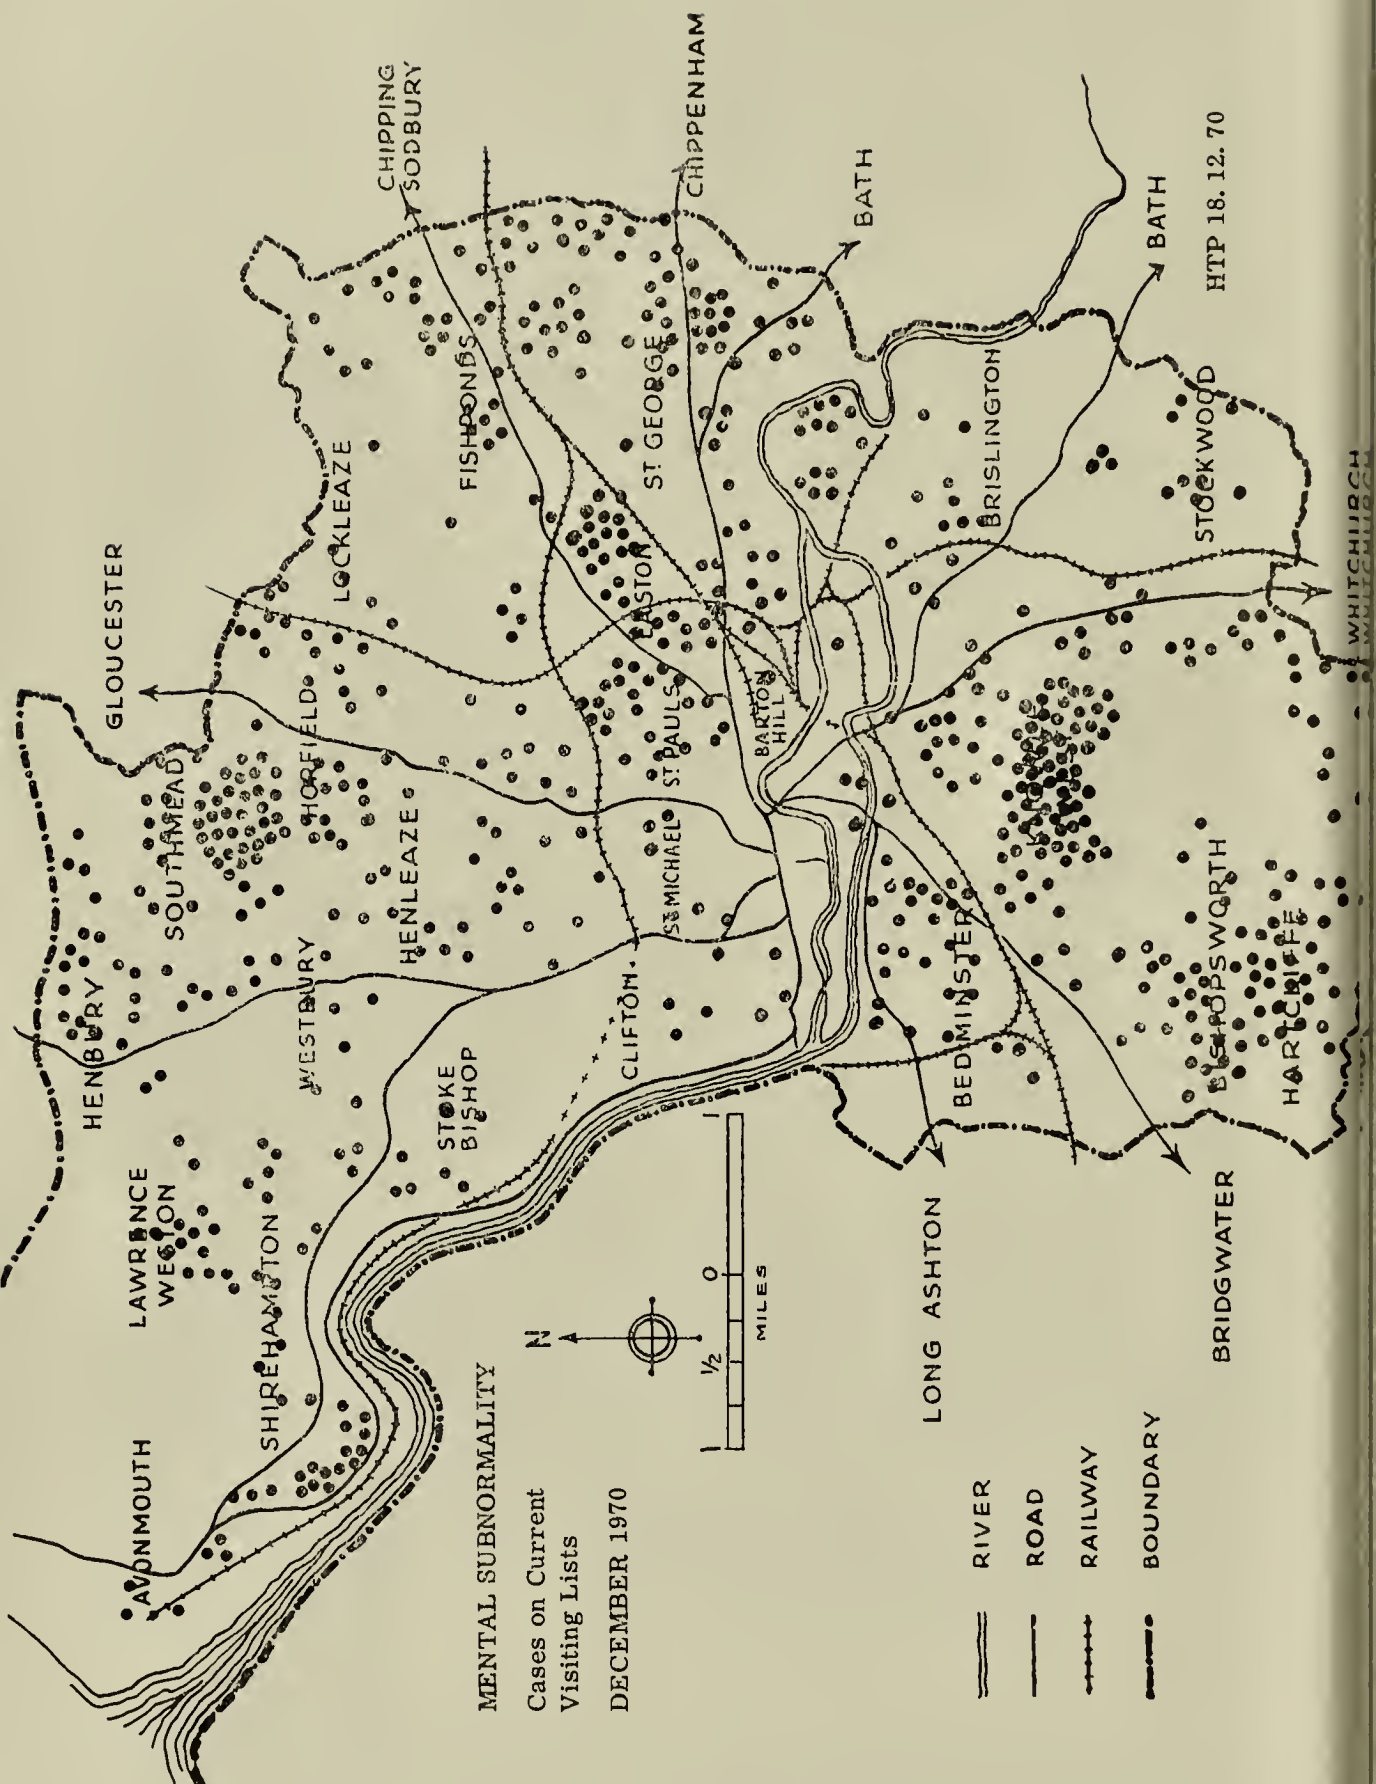 GLOUCESTER
CHIPPING
SODBURY
CHIPPENHAM
BATH
BATH
HTP 18. 12. 70
AVONMOUTH
LAWRENCE
WESTON
SHIREHAMPTON
HENBURY
SOUTHMEAD
WESTBURY
HORFIELD
LOCKLEAZE
HENLEAZE
STOKE
BISHOP
FISHPONDS
CLIFTON
ST MICHAEL
ST PAULS
EASTON
ST GEORGE
BARTON
HILL
BEDMINSTER
BRISLINGTON
STOCKWOOD
BISHOPSWORTH
HARTCLIFFE
WHITCHURCH
LONG ASHTON
BRIDGWATER
MENTAL SUBNORMALITY
Cases on Current
Visiting Lists
DECEMBER 1970
N
1 1/2 0 1
MILES
RIVER
ROAD
RAILWAY
BOUNDARY